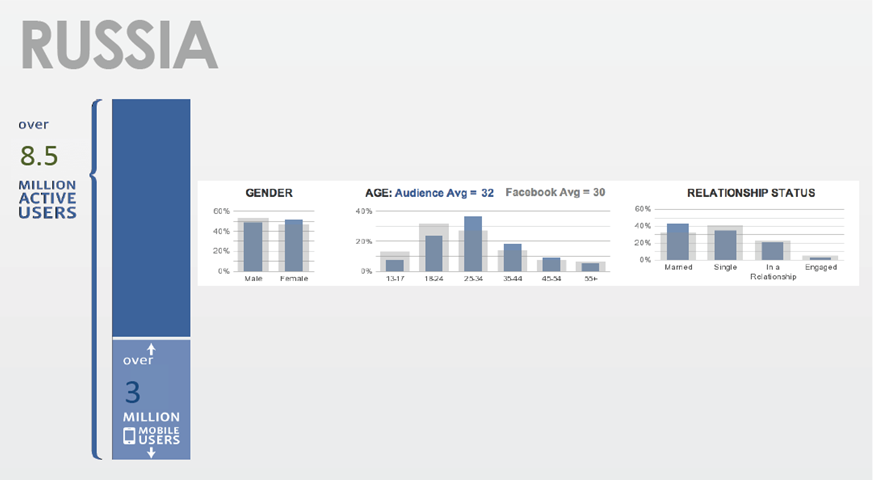 RUSSIA
over
8.5
MILLION
ACTIVE
USERS
over
3
MILLION
MOBILE
USERS
GENDER
60%
40%
20%
0%
Male Female
AGE: Audience Avg = 32 Facebook Avg = 30
40%
20%
0%
13-17 18-24 25-34 35-44 45-54 55+
RELATIONSHIP STATUS
60%
40%
20%
0%
Married Single In a Engaged
Relationship